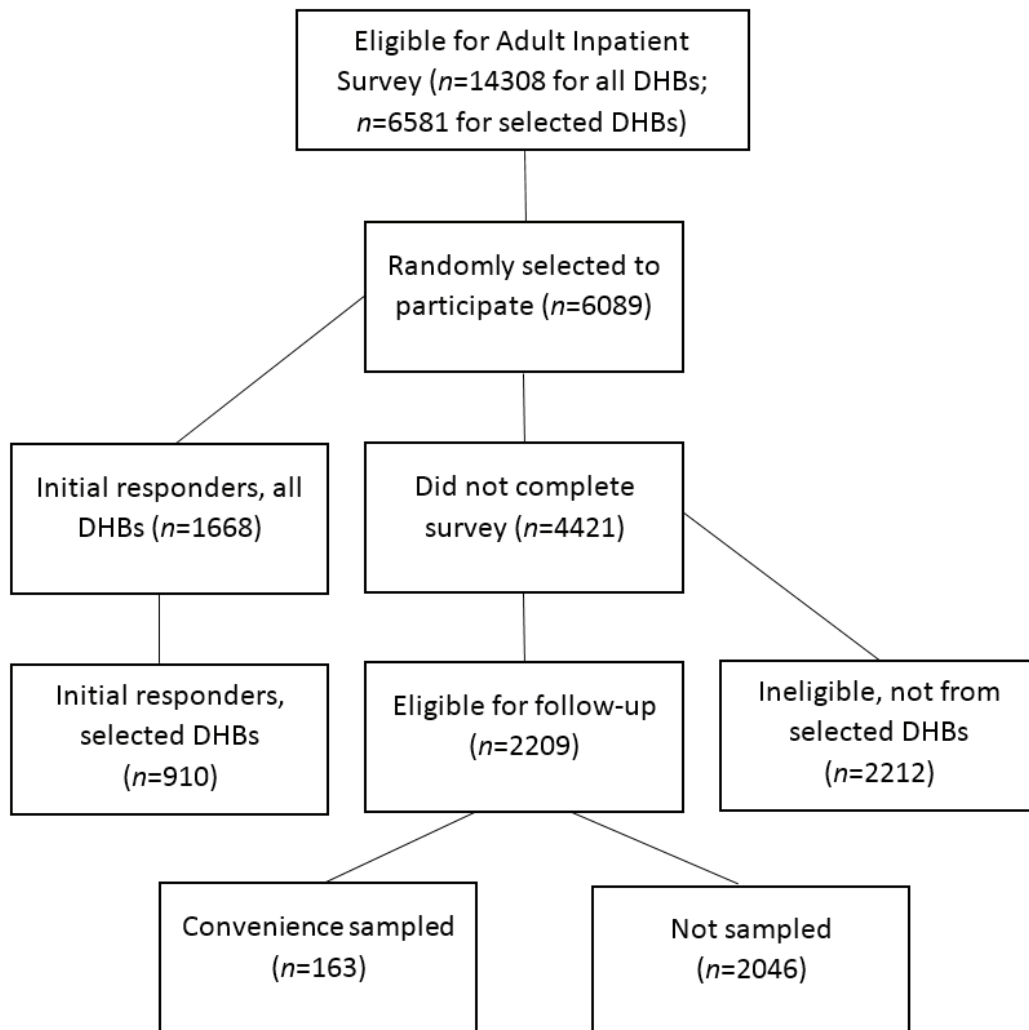 Eligible for Adult Inpatient
Survey (n=14308 for all DHBs;
n=6581 for selected DHBs)
Randomly selected to
participate (n=6089)
Initial responders, all
DHBs (n=1668)
Did not complete
survey (n=4421)
Initial responders,
selected DHBs
(n=910)
Eligible for follow-up
(n=2209)
Ineligible, not from
selected DHBs
(n=2212)
Convenience sampled
(n=163)
Not sampled
(n=2046)